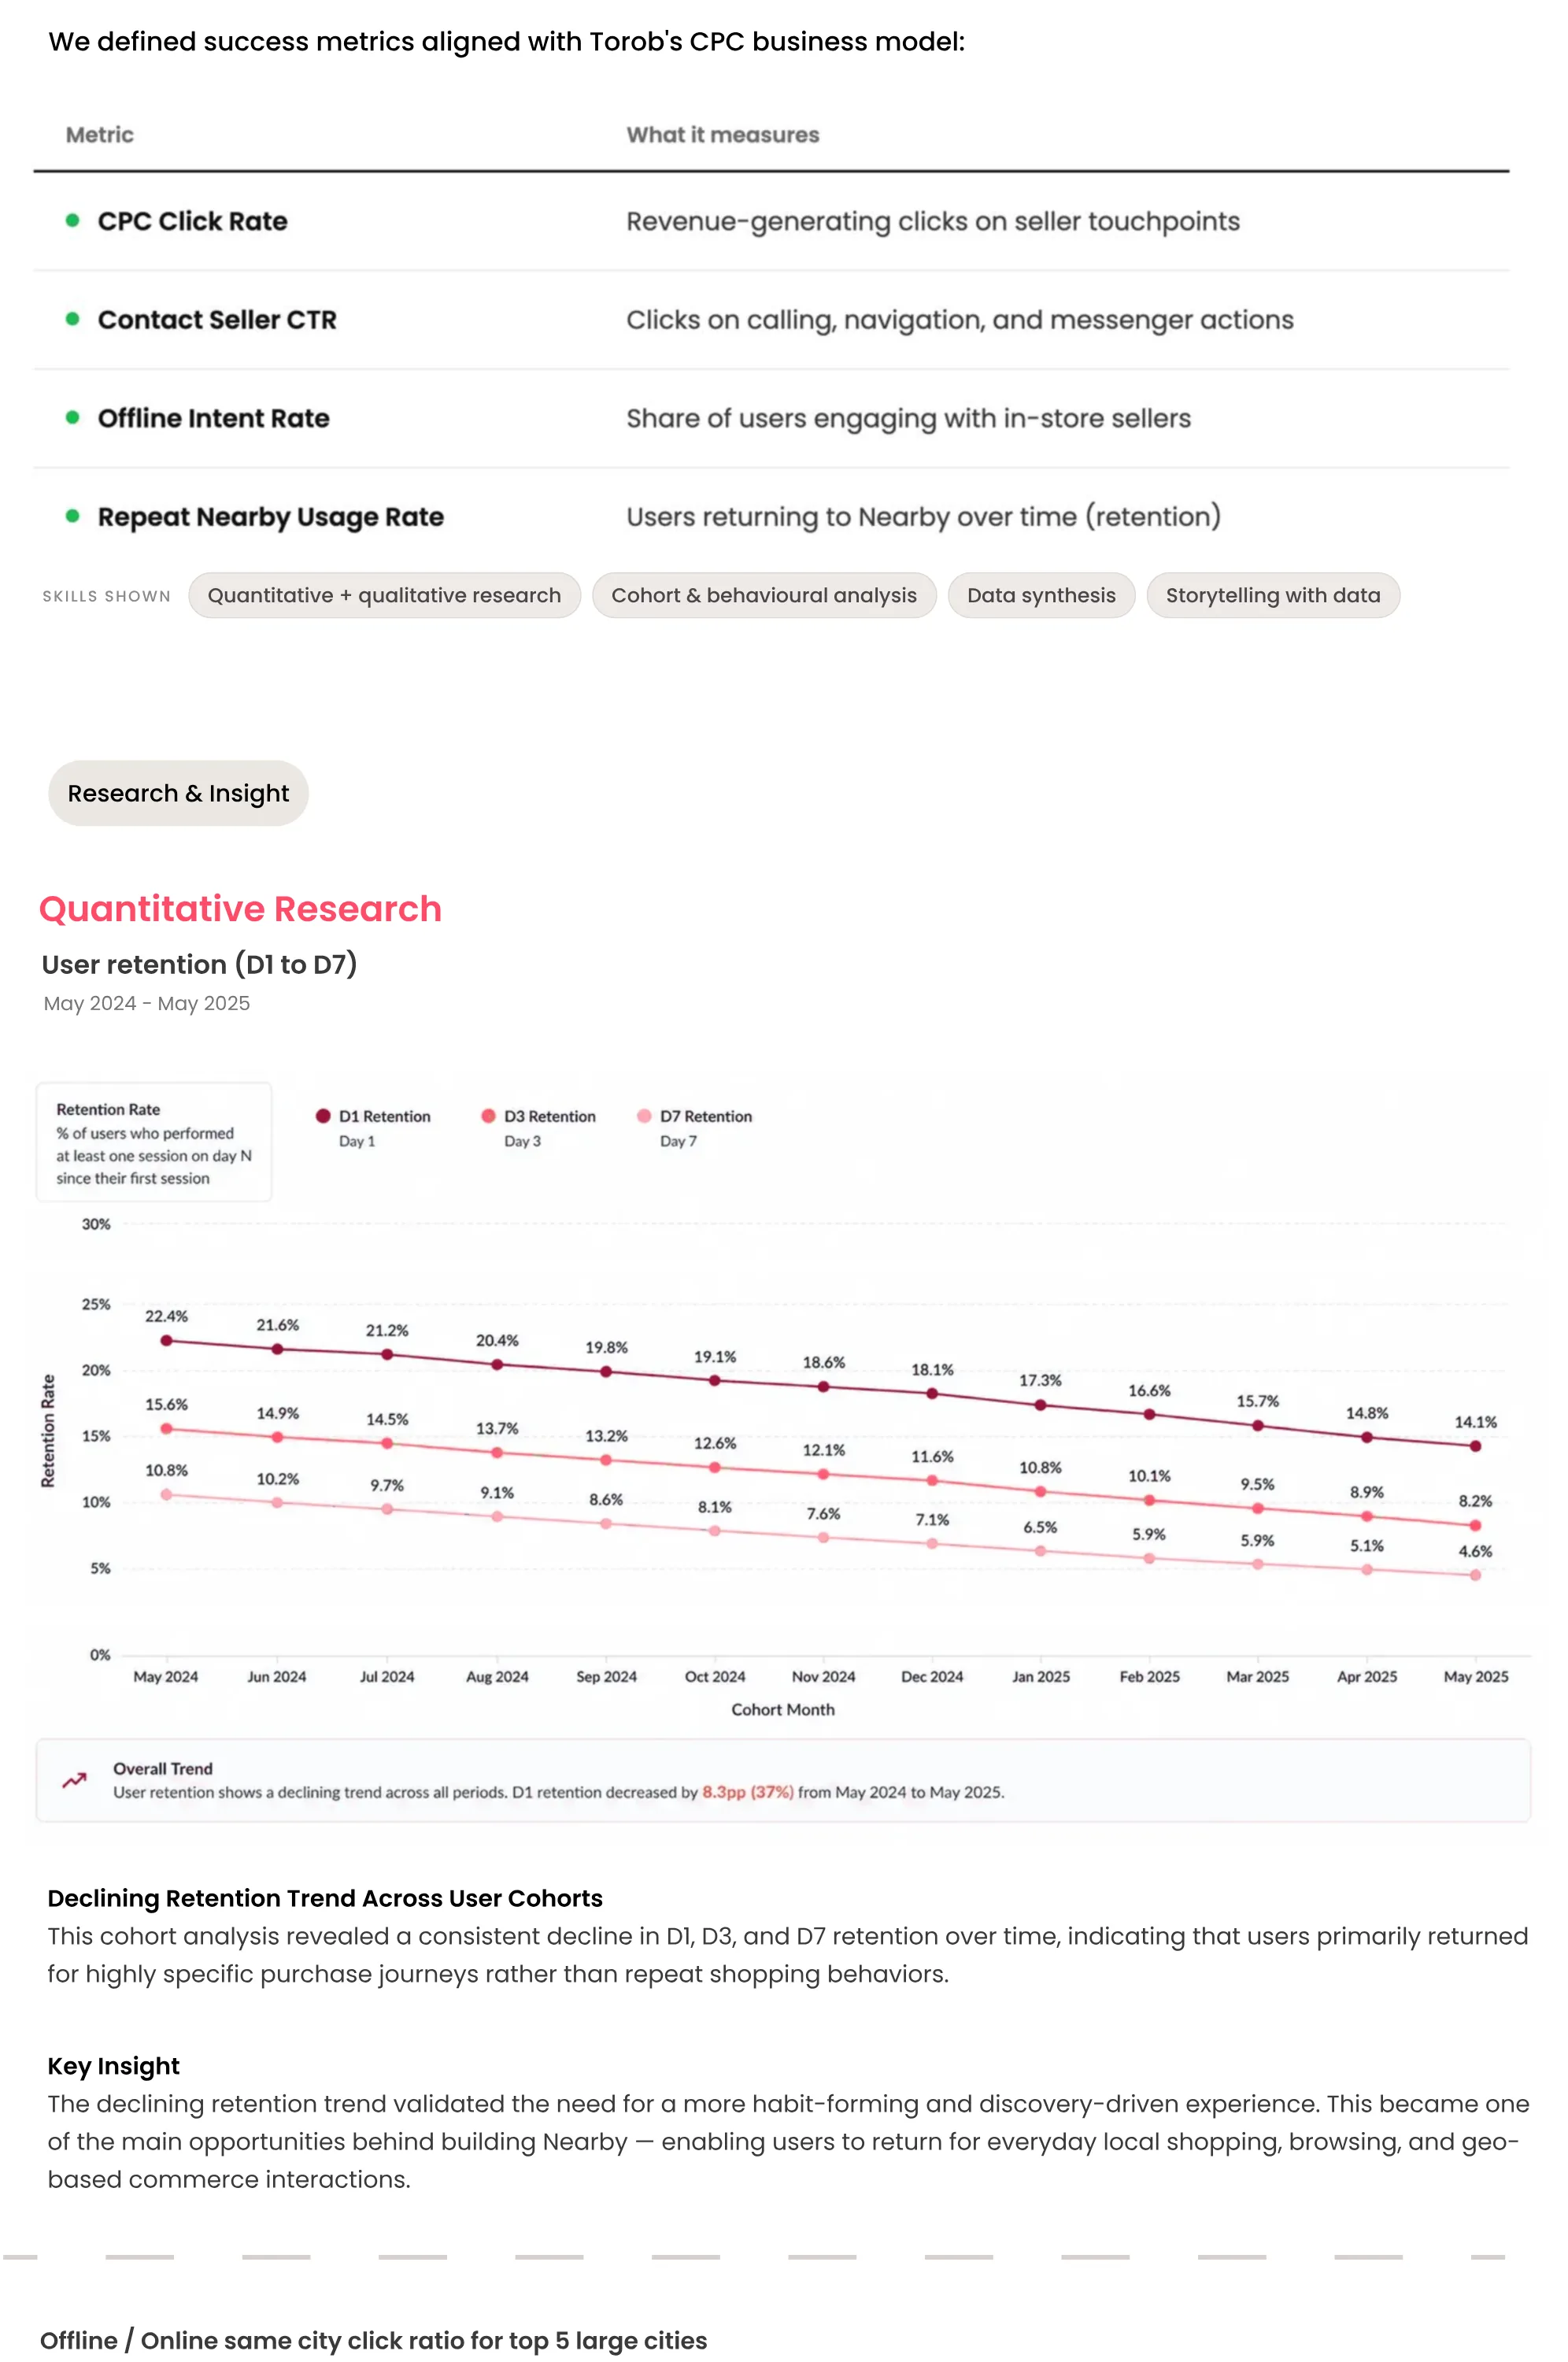 We defined success metrics aligned with Torob's CPC business model:
Metric
What it measures
CPC Click Rate
Revenue-generating clicks on seller touchpoints
Contact Seller CTR
Clicks on calling, navigation, and messenger actions
Offline Intent Rate
Share of users engaging with in-store sellers
Repeat Nearby Usage Rate
Users returning to Nearby over time (retention)
SKILLS SHOWN
Quantitative + qualitative research
Cohort & behavioural analysis
Data synthesis
Storytelling with data
Research & Insight
Quantitative Research
User retention (D1 to D7)
May 2024 - May 2025
Retention Rate
% of users who performed
at least one session on day N
since their first session
D1 Retention
Day 1
D3 Retention
Day 3
D7 Retention
Day 7
Retention Rate
30%
25%
20%
15%
10%
5%
0%
22.4%
21.6%
21.2%
20.4%
19.8%
19.1%
18.6%
18.1%
17.3%
16.6%
15.7%
14.8%
14.1%
15.6%
14.9%
14.5%
13.7%
13.2%
12.6%
12.1%
11.6%
10.8%
10.1%
9.5%
8.9%
8.2%
10.8%
10.2%
9.7%
9.1%
8.6%
8.1%
7.6%
7.1%
6.5%
5.9%
5.9%
5.1%
4.6%
May 2024
Jun 2024
Jul 2024
Aug 2024
Sep 2024
Oct 2024
Nov 2024
Dec 2024
Jan 2025
Feb 2025
Mar 2025
Apr 2025
May 2025
Cohort Month
Overall Trend
User retention shows a declining trend across all periods. D1 retention decreased by 8.3pp (37%) from May 2024 to May 2025.
Declining Retention Trend Across User Cohorts
This cohort analysis revealed a consistent decline in D1, D3, and D7 retention over time, indicating that users primarily returned
for highly specific purchase journeys rather than repeat shopping behaviors.
Key Insight
The declining retention trend validated the need for a more habit-forming and discovery-driven experience. This became one
of the main opportunities behind building Nearby — enabling users to return for everyday local shopping, browsing, and geo-
based commerce interactions.
Offline / Online same city click ratio for top 5 large cities